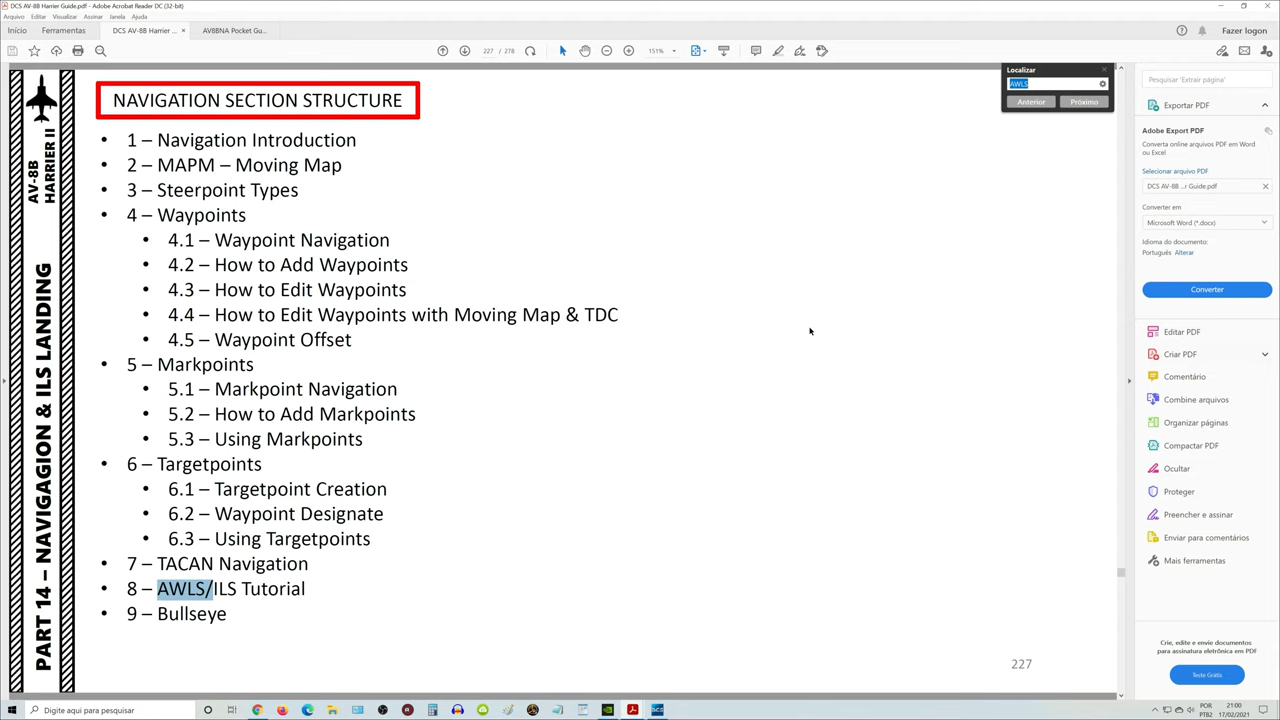 DCS AV-8B Harrier Guide.pdf - Adobe Acrobat Reader DC (32-bit)
Arquivo Editar Visualizar Assinar Janela Ajuda
Início Ferramentas DCS AV-8B Harrier ... × AV8BNA Pocket Gu... Fazer logon
227 / 278 151%
Localizar
AWLS
Anterior Próximo
AV-8B
HARRIER II
PART 14 – NAVIGAGION & ILS LANDING
NAVIGATION SECTION STRUCTURE
• 1 – Navigation Introduction
• 2 – MAPM – Moving Map
• 3 – Steerpoint Types
• 4 – Waypoints
• 4.1 – Waypoint Navigation
• 4.2 – How to Add Waypoints
• 4.3 – How to Edit Waypoints
• 4.4 – How to Edit Waypoints with Moving Map & TDC
• 4.5 – Waypoint Offset
• 5 – Markpoints
• 5.1 – Markpoint Navigation
• 5.2 – How to Add Markpoints
• 5.3 – Using Markpoints
• 6 – Targetpoints
• 6.1 – Targetpoint Creation
• 6.2 – Waypoint Designate
• 6.3 – Using Targetpoints
• 7 – TACAN Navigation
• 8 – AWLS/ILS Tutorial
• 9 – Bullseye
227
Pesquisar 'Extrair página'
Exportar PDF
Adobe Export PDF
Converta online arquivos PDF em Word
ou Excel
Selecionar arquivo PDF
DCS AV-8B ...r Guide.pdf ×
Converter em
Microsoft Word (*.docx)
Idioma do documento:
Português Alterar
Converter
Editar PDF
Criar PDF
Comentário
Combine arquivos
Organizar páginas
Compactar PDF
Ocultar
Proteger
Preencher e assinar
Enviar para comentários
Mais ferramentas
Crie, edite e envie documentos
para assinatura eletrônica em PDF
Teste Grátis
Digite aqui para pesquisar
POR
PTB2
21:00
17/02/2021